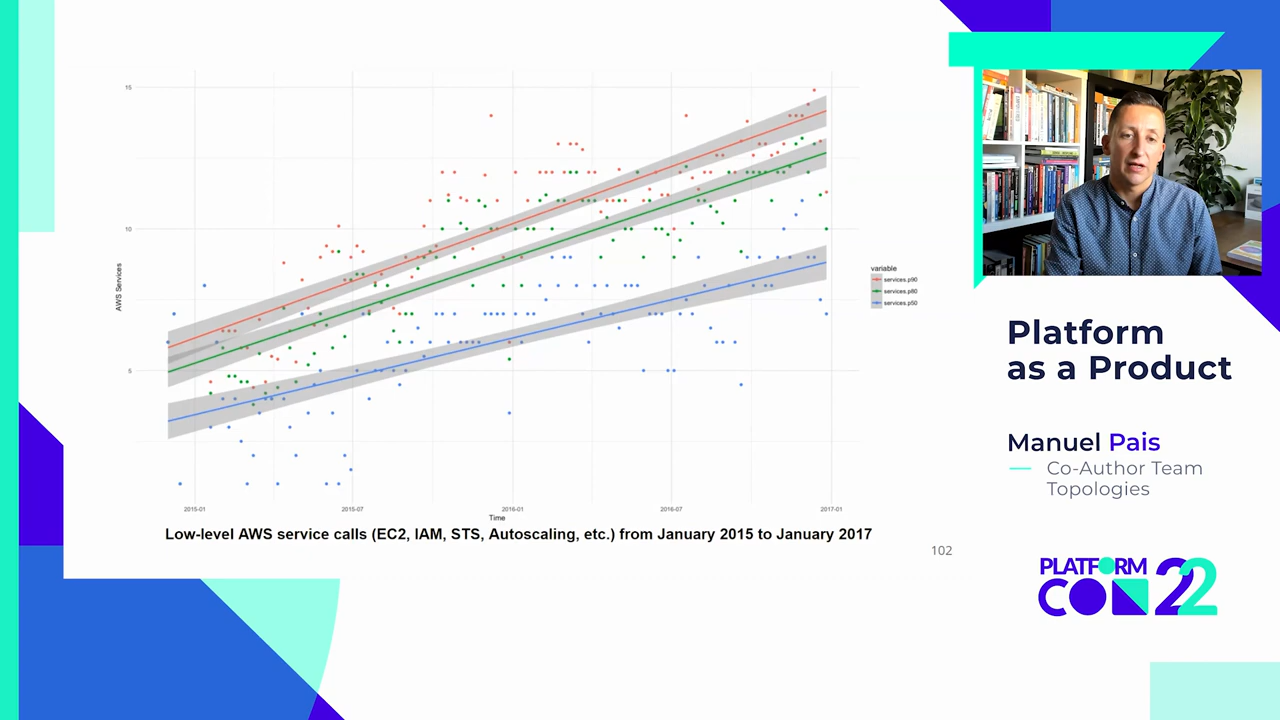 15
10
5
AWS Services
2015-01
2015-07
2016-01
2016-07
2017-01
Time
variable
services.p90
services.p80
services.p50
Low-level AWS service calls (EC2, IAM, STS, Autoscaling, etc.) from January 2015 to January 2017
102
Platform
as a Product
Manuel Pais
Co-Author Team
Topologies
PLATFORM
CON 22